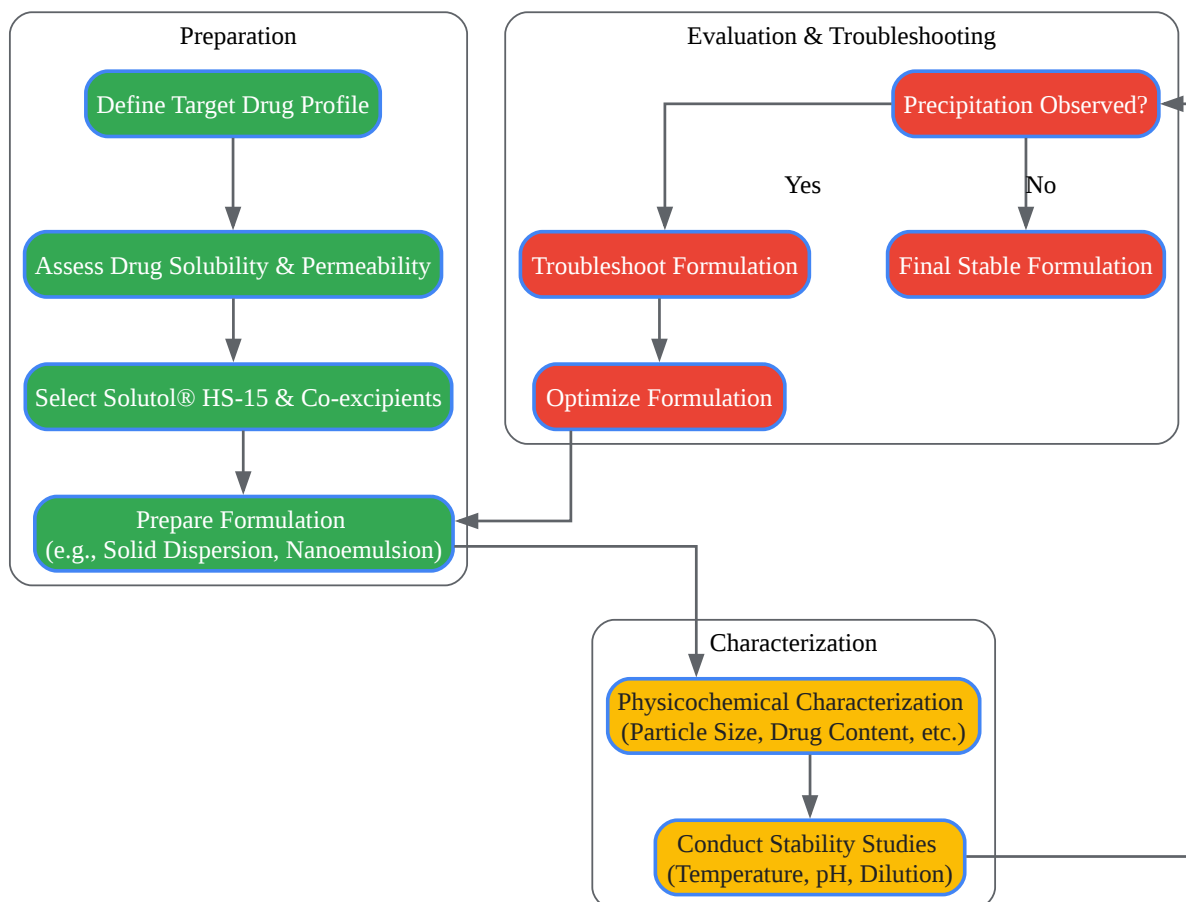 Preparation
Define Target Drug Profile
Assess Drug Solubility & Permeability
Select Solutol® HS-15 & Co-excipients
Prepare Formulation
(e.g., Solid Dispersion, Nanoemulsion)
Evaluation & Troubleshooting
Precipitation Observed?
Yes
No
Troubleshoot Formulation
Final Stable Formulation
Optimize Formulation
Characterization
Physicochemical Characterization
(Particle Size, Drug Content, etc.)
Conduct Stability Studies
(Temperature, pH, Dilution)